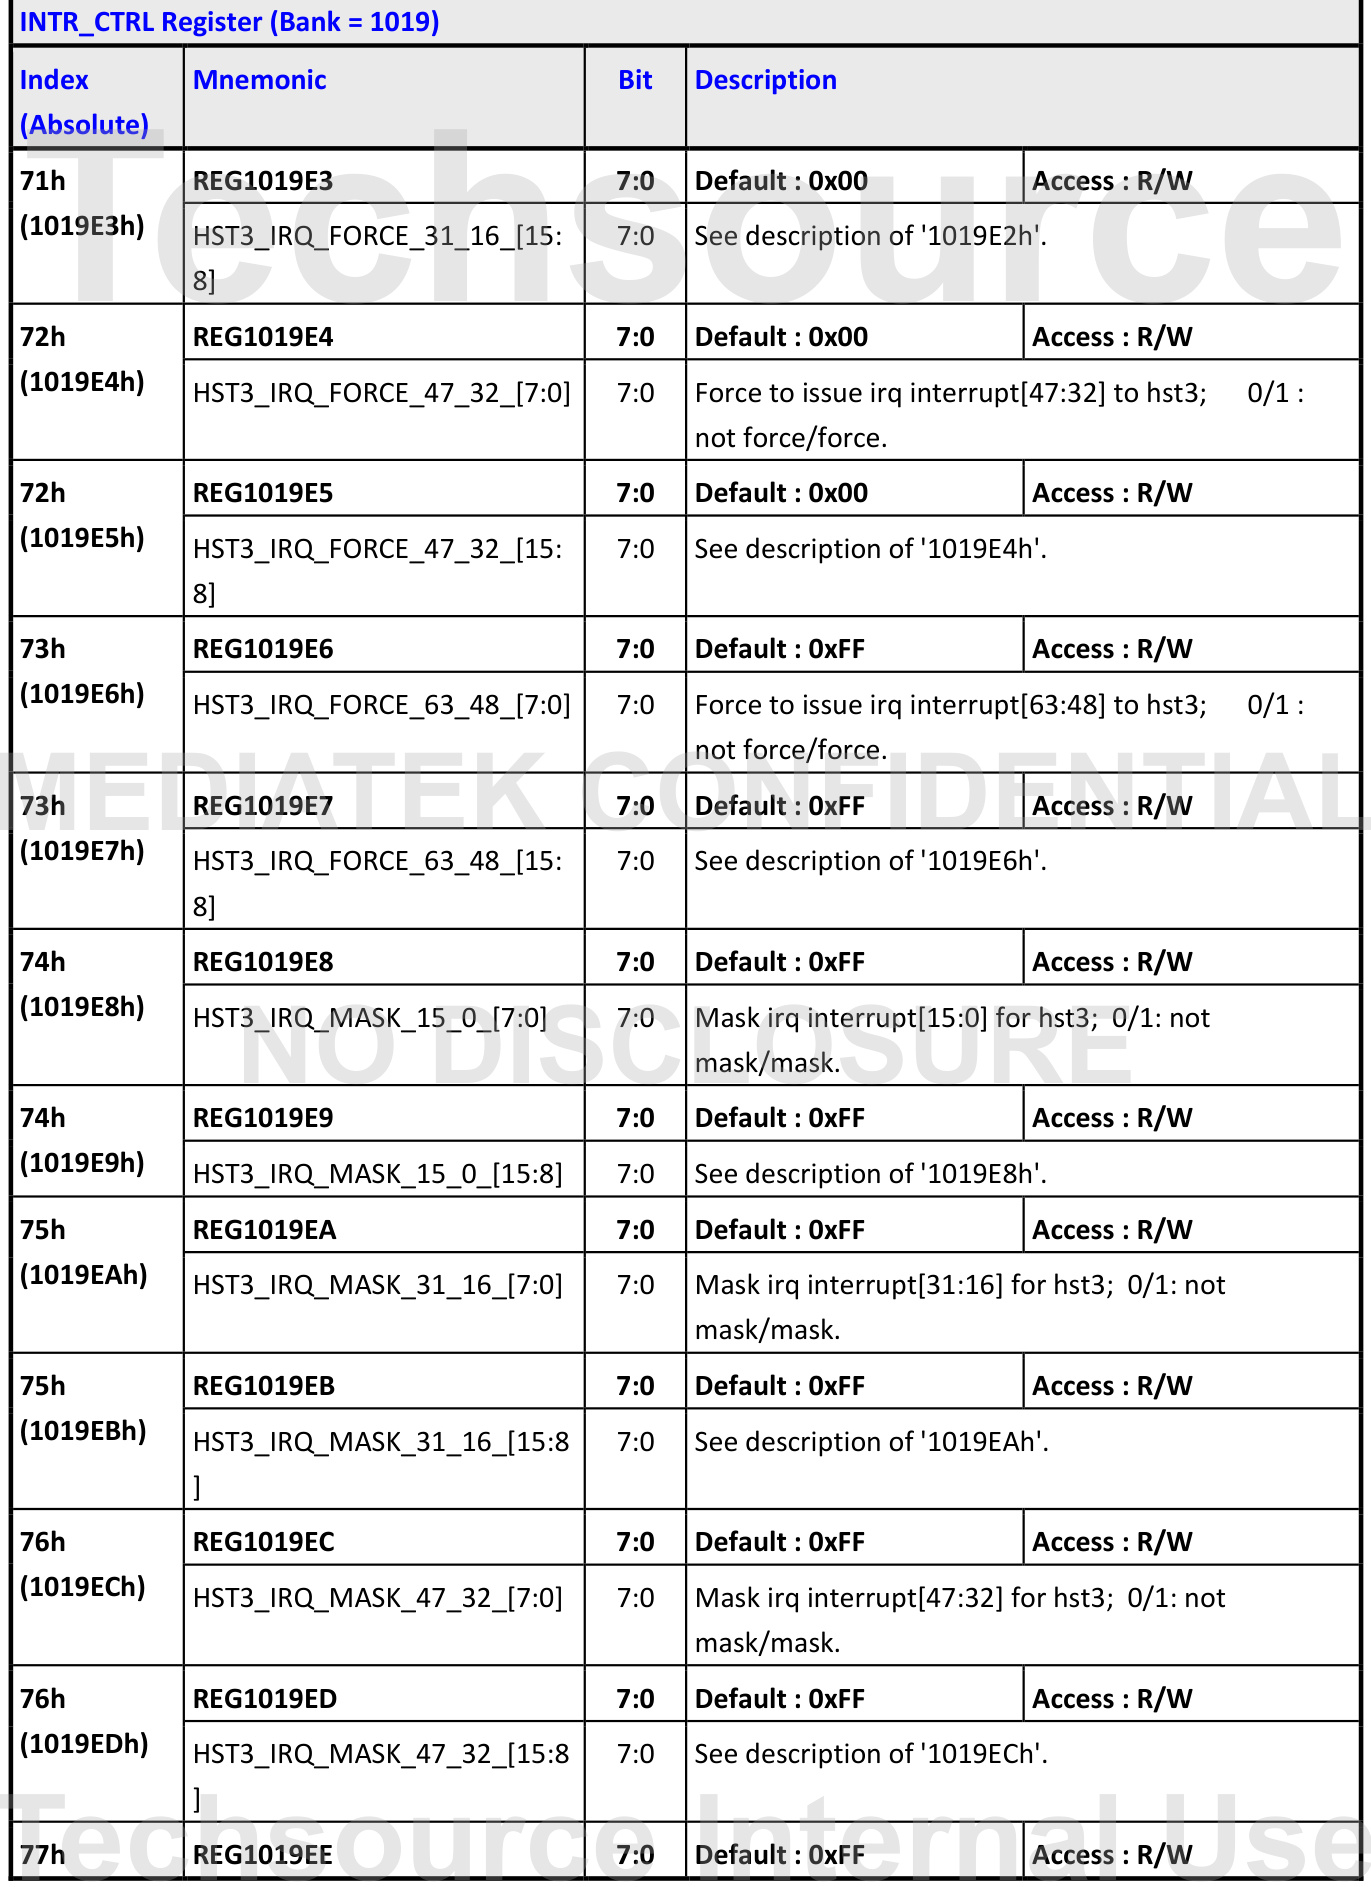 INTR_CTRL Register (Bank = 1019)
Index (Absolute) Mnemonic Bit Description
71h (1019E3h) REG1019E3 7:0 Default : 0x00 Access : R/W
HST3_IRQ_FORCE_31_16_[15:8] 7:0 See description of '1019E2h'.
72h (1019E4h) REG1019E4 7:0 Default : 0x00 Access : R/W
HST3_IRQ_FORCE_47_32_[7:0] 7:0 Force to issue irq interrupt[47:32] to hst3; 0/1 :
not force/force.
72h (1019E5h) REG1019E5 7:0 Default : 0x00 Access : R/W
HST3_IRQ_FORCE_47_32_[15:8] 7:0 See description of '1019E4h'.
73h (1019E6h) REG1019E6 7:0 Default : 0xFF Access : R/W
HST3_IRQ_FORCE_63_48_[7:0] 7:0 Force to issue irq interrupt[63:48] to hst3; 0/1 :
not force/force.
73h (1019E7h) REG1019E7 7:0 Default : 0xFF Access : R/W
HST3_IRQ_FORCE_63_48_[15:8] 7:0 See description of '1019E6h'.
74h (1019E8h) REG1019E8 7:0 Default : 0xFF Access : R/W
HST3_IRQ_MASK_15_0_[7:0] 7:0 Mask irq interrupt[15:0] for hst3; 0/1: not
mask/mask.
74h (1019E9h) REG1019E9 7:0 Default : 0xFF Access : R/W
HST3_IRQ_MASK_15_0_[15:8] 7:0 See description of '1019E8h'.
75h (1019EAh) REG1019EA 7:0 Default : 0xFF Access : R/W
HST3_IRQ_MASK_31_16_[7:0] 7:0 Mask irq interrupt[31:16] for hst3; 0/1: not
mask/mask.
75h (1019EBh) REG1019EB 7:0 Default : 0xFF Access : R/W
HST3_IRQ_MASK_31_16_[15:8] 7:0 See description of '1019EAh'.
76h (1019ECh) REG1019EC 7:0 Default : 0xFF Access : R/W
HST3_IRQ_MASK_47_32_[7:0] 7:0 Mask irq interrupt[47:32] for hst3; 0/1: not
mask/mask.
76h (1019EDh) REG1019ED 7:0 Default : 0xFF Access : R/W
HST3_IRQ_MASK_47_32_[15:8] 7:0 See description of '1019ECh'.
77h REG1019EE 7:0 Default : 0xFF Access : R/W
Techsource
MEDIATEK CONFIDENTIAL
NO DISCLOSURE
Techsource Internal Use